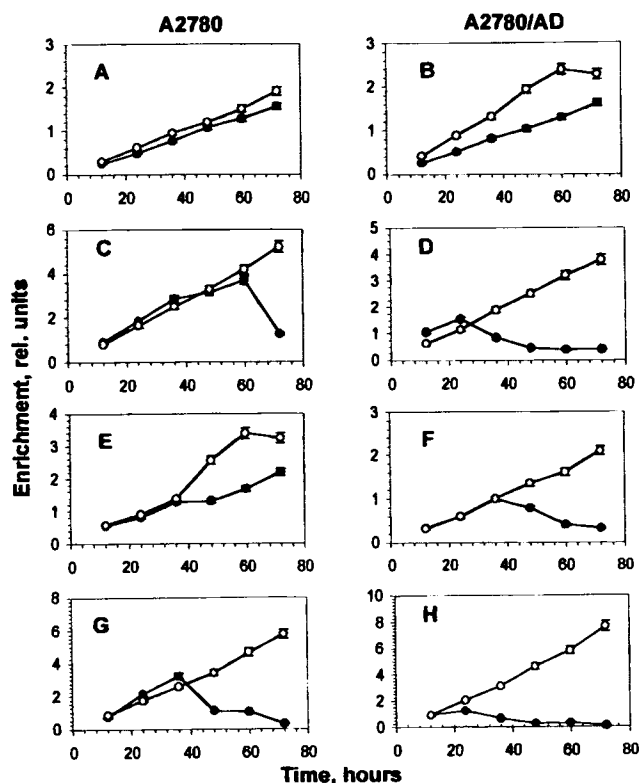 A2780 A2780/AD
A B
3 3
2 2
1 1
0 0
0 20 40 60 80 0 20 40 60 80
C D
6 5
4 4
3
2 2
1
0 0
0 20 40 60 80 0 20 40 60 80
E F
4 3
3 2
2
1 1
0 0
0 20 40 60 80 0 20 40 60 80
G H
8 10
6 8
4 6
4
2 2
0 0
0 20 40 60 80 0 20 40 60 80
Enrichment, rel. units
Time, hours